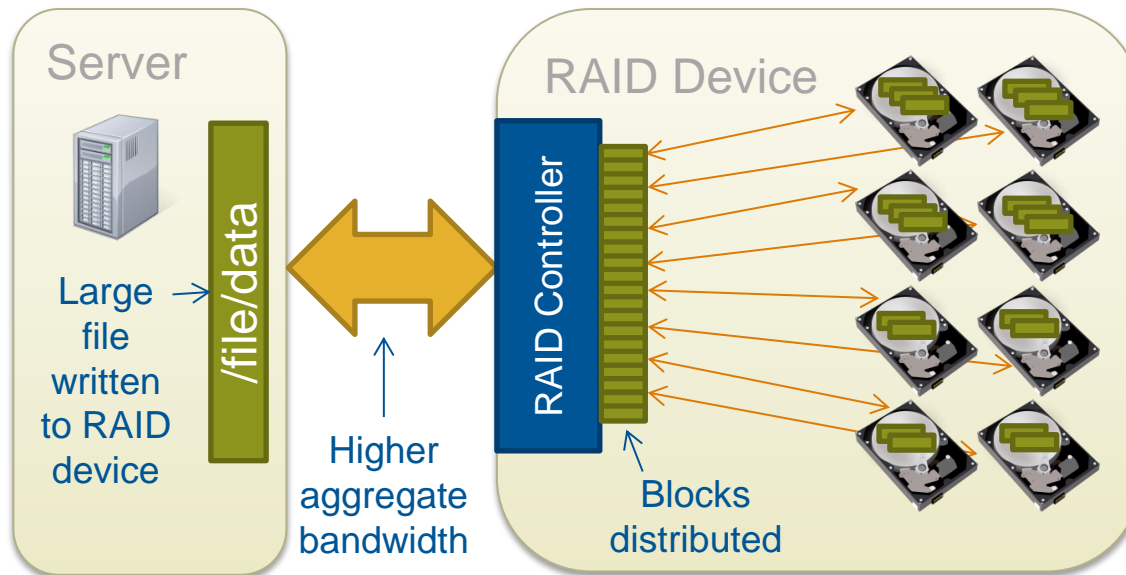 Server
Large
file
written
to RAID
device
/file/data
Higher
aggregate
bandwidth
RAID Device
RAID Controller
Blocks
distributed